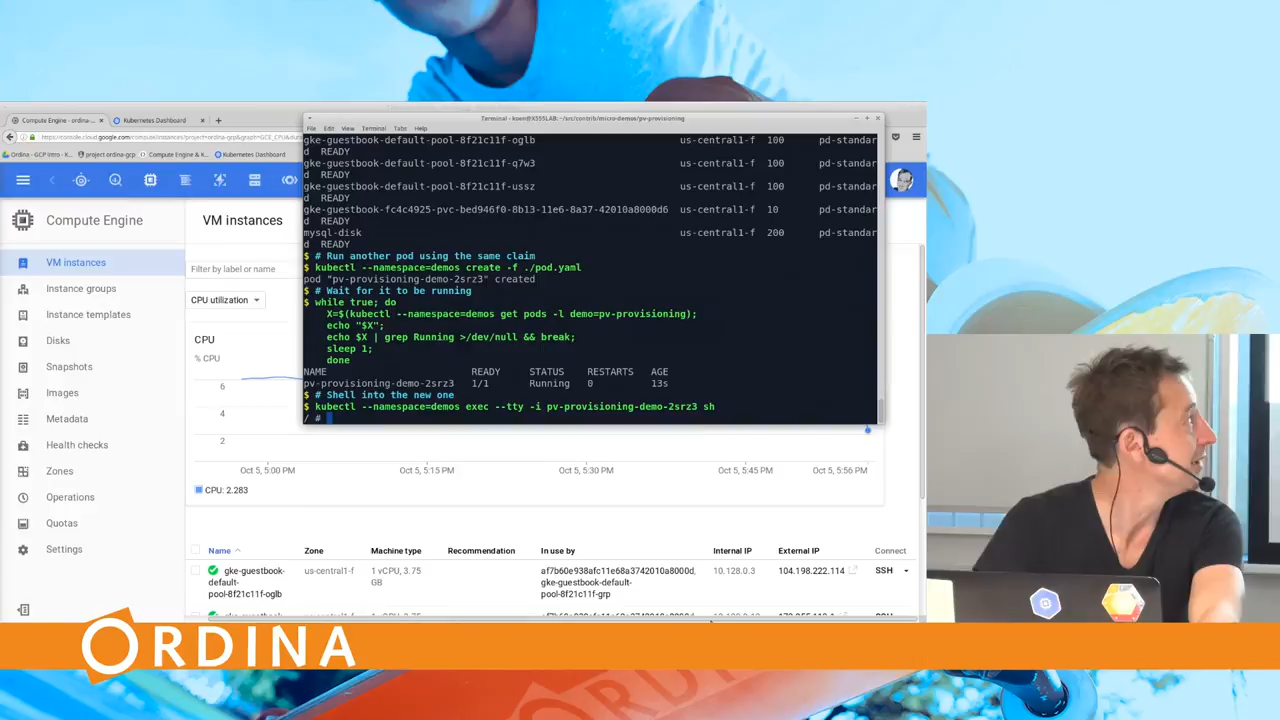 Compute Engine - ordina-... ×
Kubernetes Dashboard ×
Ordina - GCP Intro - K...
project ordina-gcp
Compute Engine & K...
Kubernetes Dashboard
Terminal - koen@X555LAB: ~/src/contrib/micro-demos/pv-provisioning
File Edit View Terminal Tabs Help
gke-guestbook-default-pool-8f21c11f-oglb us-central1-f 100 pd-standar
d READY
gke-guestbook-default-pool-8f21c11f-q7w3 us-central1-f 100 pd-standar
d READY
gke-guestbook-default-pool-8f21c11f-ussz us-central1-f 100 pd-standar
d READY
gke-guestbook-fc4c4925-pvc-bed946f0-8b13-11e6-8a37-42010a8000d6 us-central1-f 10 pd-standar
d READY
mysql-disk us-central1-f 200 pd-standar
d READY
$ # Run another pod using the same claim
$ kubectl --namespace=demos create -f ./pod.yaml
pod "pv-provisioning-demo-2srz3" created
$ # Wait for it to be running
$ while true; do
X=$(kubectl --namespace=demos get pods -l demo=pv-provisioning);
echo "$X";
echo $X | grep Running >/dev/null && break;
sleep 1;
done
NAME READY STATUS RESTARTS AGE
pv-provisioning-demo-2srz3 1/1 Running 0 13s
$ # Shell into the new one
$ kubectl --namespace=demos exec --tty -i pv-provisioning-demo-2srz3 sh
/ #
Compute Engine
VM instances
Instance groups
Instance templates
Disks
Snapshots
Images
Metadata
Health checks
Zones
Operations
Quotas
Settings
VM instances
Filter by label or name
CPU utilization
CPU
% CPU
6
4
2
Oct 5, 5:00 PM Oct 5, 5:15 PM Oct 5, 5:30 PM Oct 5, 5:45 PM Oct 5, 5:56 PM
CPU: 2.283
Name Zone Machine type Recommendation In use by Internal IP External IP Connect
gke-guestbook- us-central1-f 1 vCPU, 3.75 af7b60e938afc11e68a3742010a8000d, 10.128.0.3 104.198.222.114 SSH
default- GB gke-guestbook-default-
pool-8f21c11f-oglb pool-8f21c11f-grp
ORDINA